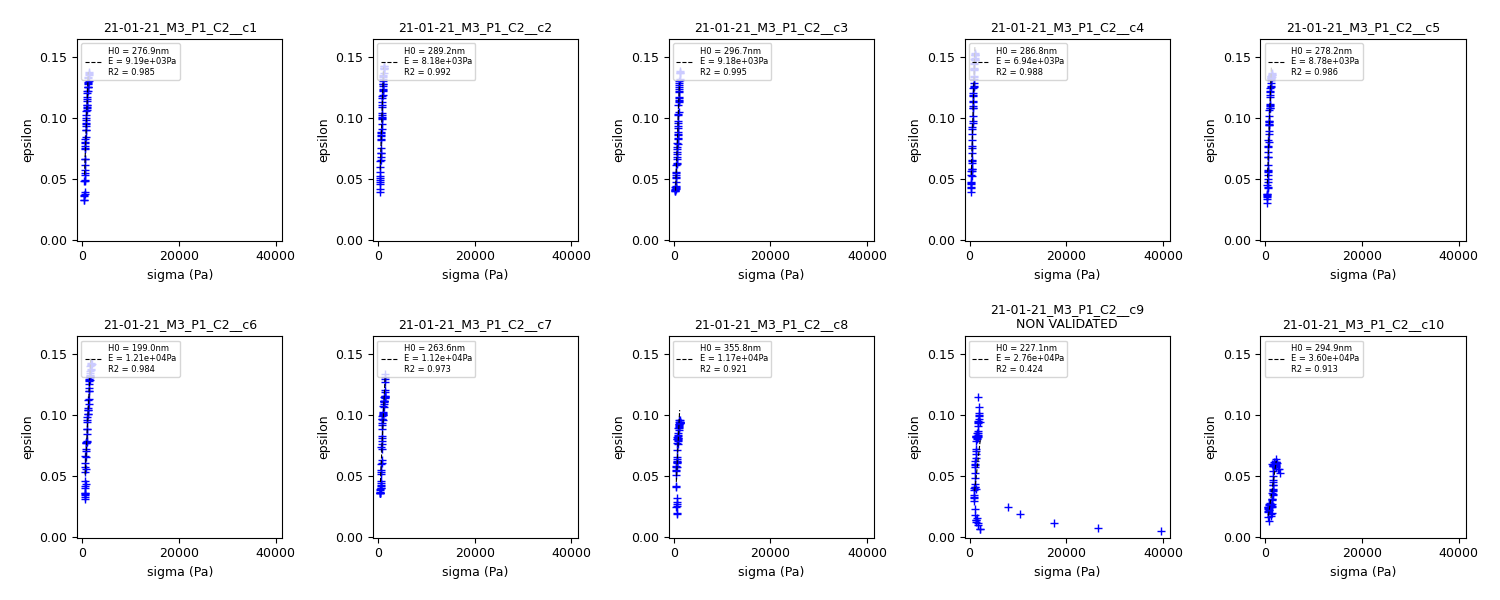 21-01-21_M3_P1_C2__c1
H0 = 276.9nm
E = 9.19e+03Pa
R2 = 0.985
0.15
0.10
0.05
0.00
epsilon
0
20000
40000
sigma (Pa)
21-01-21_M3_P1_C2__c2
H0 = 289.2nm
E = 8.18e+03Pa
R2 = 0.992
0.15
0.10
0.05
0.00
epsilon
0
20000
40000
sigma (Pa)
21-01-21_M3_P1_C2__c3
H0 = 296.7nm
E = 9.18e+03Pa
R2 = 0.995
0.15
0.10
0.05
0.00
epsilon
0
20000
40000
sigma (Pa)
21-01-21_M3_P1_C2__c4
H0 = 286.8nm
E = 6.94e+03Pa
R2 = 0.988
0.15
0.10
0.05
0.00
epsilon
0
20000
40000
sigma (Pa)
21-01-21_M3_P1_C2__c5
H0 = 278.2nm
E = 8.78e+03Pa
R2 = 0.986
0.15
0.10
0.05
0.00
epsilon
0
20000
40000
sigma (Pa)
21-01-21_M3_P1_C2__c6
H0 = 199.0nm
E = 1.21e+04Pa
R2 = 0.984
0.15
0.10
0.05
0.00
epsilon
0
20000
40000
sigma (Pa)
21-01-21_M3_P1_C2__c7
H0 = 263.6nm
E = 1.12e+04Pa
R2 = 0.973
0.15
0.10
0.05
0.00
epsilon
0
20000
40000
sigma (Pa)
21-01-21_M3_P1_C2__c8
H0 = 355.8nm
E = 1.17e+04Pa
R2 = 0.921
0.15
0.10
0.05
0.00
epsilon
0
20000
40000
sigma (Pa)
21-01-21_M3_P1_C2__c9
NON VALIDATED
H0 = 227.1nm
E = 2.76e+04Pa
R2 = 0.424
0.15
0.10
0.05
0.00
epsilon
0
20000
40000
sigma (Pa)
21-01-21_M3_P1_C2__c10
H0 = 294.9nm
E = 3.60e+04Pa
R2 = 0.913
0.15
0.10
0.05
0.00
epsilon
0
20000
40000
sigma (Pa)